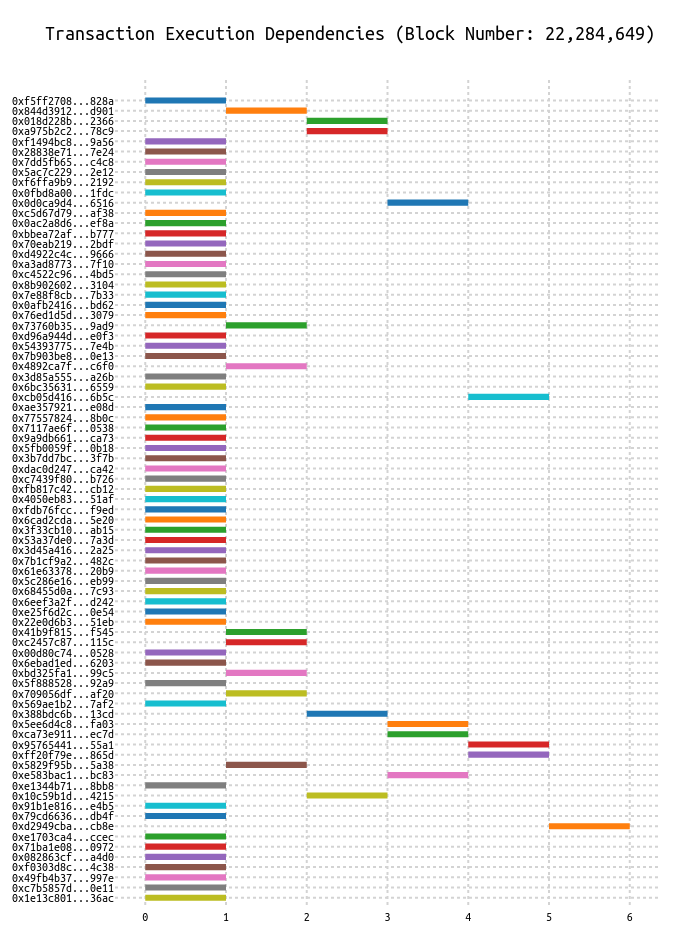 Transaction Execution Dependencies (Block Number: 22,284,649)
0xf5ff2708...828a
0x844d3912...d901
0x018d228b...2366
0xa975b2c2...78c9
0xf1494bc8...9a56
0x28838e71...7e24
0x7dd5fb65...c4c8
0x5ac7c229...2e12
0xf6ffa9b9...2192
0x0fbd8a00...1fdc
0x0d0ca9d4...6516
0xc5d67d79...af38
0x0ac2a8d6...ef8a
0xbbea72af...b777
0x70eab219...2bdf
0xd4922c4c...9666
0xa3ad8773...7f10
0xc4522c96...4bd5
0x8b902602...3104
0x7e88f8cb...7b33
0x0afb2416...bd62
0x76ed1d5d...3079
0x73760b35...9ad9
0xd96a944d...e0f3
0x54393775...7e4b
0x7b903be8...0e13
0x4892ca7f...c6f0
0x3d85a555...a26b
0x6bc35631...6559
0xcb05d416...6b5c
0xae357921...e08d
0x77557824...8b0c
0x7117ae6f...0538
0x9a9db661...ca73
0x5fb0059f...0b18
0x3b7dd7bc...3f7b
0xdac0d247...ca42
0xc7439f80...b726
0xfb817c42...cb12
0x4050eb83...51af
0xfdb76fcc...f9ed
0x6cad2cda...5e20
0x3f33cb10...ab15
0x53a37de0...7a3d
0x3d45a416...2a25
0x7b1cf9a2...482c
0x61e63378...20b9
0x5c286e16...eb99
0x68455d0a...7c93
0x6eef3a2f...d242
0xe25f6d2c...0e54
0x22e0d6b3...51eb
0x41b9f815...f545
0xc2457c87...115c
0x00d80c74...0528
0x6ebad1ed...6203
0xbd325fa1...99c5
0x5f888528...92a9
0x709056df...af20
0x569ae1b2...7af2
0x388bdc6b...13cd
0x5ee6d4c8...fa03
0xca73e911...ec7d
0x95765441...55a1
0xff20f79e...865d
0x5829f95b...5a38
0xe583bac1...bc83
0xe1344b71...8bb8
0x10c59b1d...4215
0x91b1e816...e4b5
0x79cd6636...db4f
0xd2949cba...cb8e
0xe1703ca4...ccec
0x71ba1e08...0972
0x082863cf...a4d0
0xf0303d8c...4c38
0x49fb4b37...997e
0xc7b5857d...0e11
0x1e13c801...36ac
0 1 2 3 4 5 6